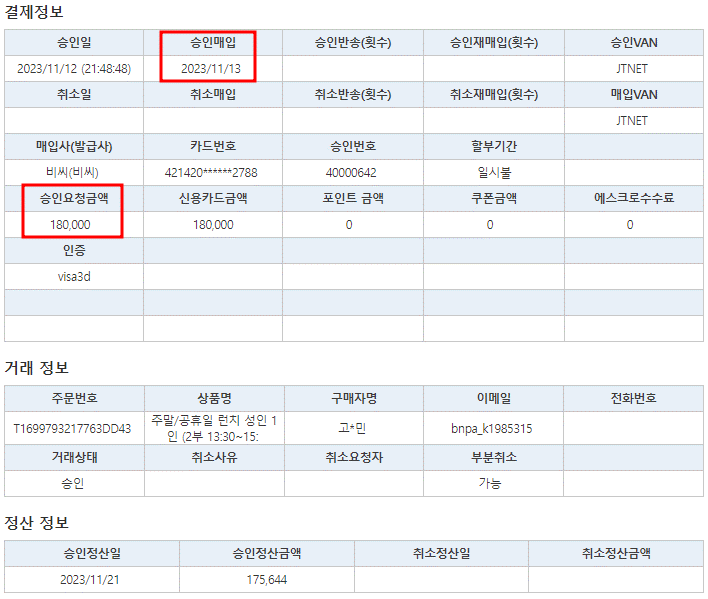 결제정보
승인일 승인매입 승인반송(횟수) 승인재매입(횟수) 승인VAN
2023/11/12 (21:48:48) 2023/11/13 JTNET
취소일 취소매입 취소반송(횟수) 취소재매입(횟수) 매입VAN
JTNET
매입사(발급사) 카드번호 승인번호 할부기간
비씨(비씨) 421420******2788 40000642 일시불
승인요청금액 신용카드금액 포인트 금액 쿠폰금액 에스크로수수료
180,000 180,000 0 0 0
인증
visa3d
거래 정보
주문번호 상품명 구매자명 이메일 전화번호
T1699793217763DD43 주말/공휴일 런치 성인 1 고*민 bnpa_k1985315
인 (2부 13:30~15:
거래상태 취소사유 취소요청자 부분취소
승인 가능
정산 정보
승인정산일 승인정산금액 취소정산일 취소정산금액
2023/11/21 175,644